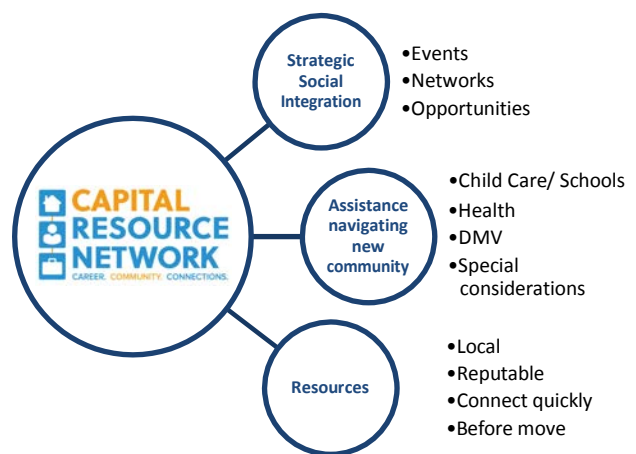 Strategic
Social
Integration
•Events
•Networks
•Opportunities
CAPITAL
RESOURCE
NETWORK
CAREER. COMMUNITY. CONNECTIONS.
Assistance
navigating
new
community
•Child Care/ Schools
•Health
•DMV
•Special
considerations
Resources
•Local
•Reputable
•Connect quickly
•Before move